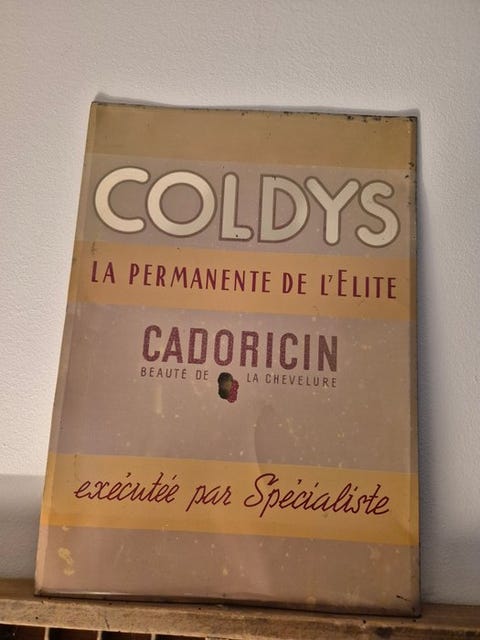 COLDYS
LA PERMANENTE DE L'ELITE
CADORICIN
BEAUTÉ DE LA CHEVELURE
exécutée par Spécialiste